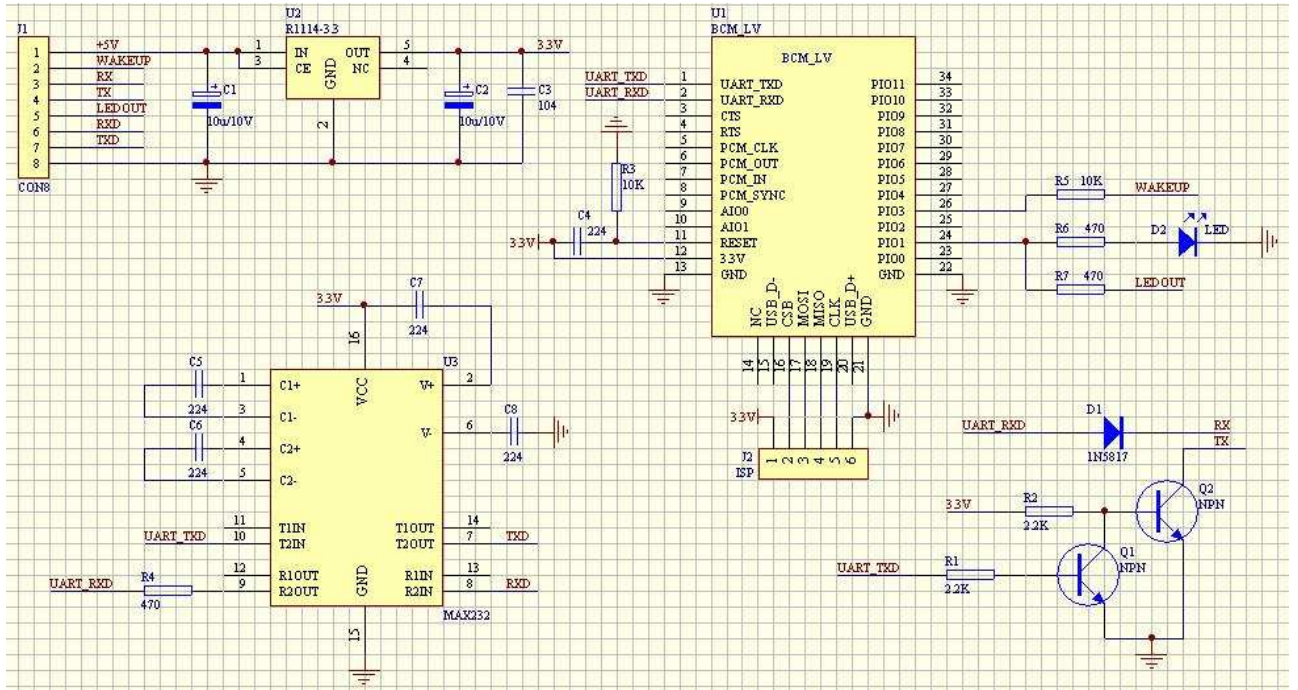 J1
1 +5V
2 WAKEUP
3 RX
4 TX
5 LEDOUT
6 RXD
7 TXD
8
CON8
C1
10u/10V
U2
R1114-33
1 IN OUT 5
3 CE NC 4
GND
2
3.3V
C2
10u/10V
C3
104
U1
BCM_LV
BCM_LV
UART_TXD 1 UART_TXD
UART_RXD 2 UART_RXD
3 CTS
4 RTS
5 PCM_CLK
6 PCM_OUT
7 PCM_IN
8 PCM_SYNC
9 AIO0
10 AIO1
11 RESET
12 3.3V
13 GND
PIO11 34
PIO10 33
PIO9 32
PIO8 31
PIO7 30
PIO6 29
PIO5 28
PIO4 27
PIO3 26
PIO2 25
PIO1 24
PIO0 23
GND 22
NC USB_D- CSB MOSI MISO CLK USB_D+ GND
14 15 16 17 18 19 20 21
R3
10K
C4
224
3.3V
R5 10K WAKEUP
R6 470 D2 LED
R7 470 LEDOUT
3.3V
J2
ISP
1 2 3 4 5 6
3.3V
C7
224
16
U3
C5
224
C6
224
1 C1+
3 C1-
4 C2+
5 C2-
VCC
V+ 2
V- 6
C8
224
11 T1IN T1OUT 14
UART_TXD 10 T2IN T2OUT 7 TXD
12 R1OUT R1IN 13
UART_RXD R4 9 R2OUT R2IN 8 RXD
470
GND
MAX232
15
D1
UART_RXD RX
1N5817
TX
Q2
NPN
3.3V R2
2.2K
Q1
NPN
UART_TXD R1
2.2K